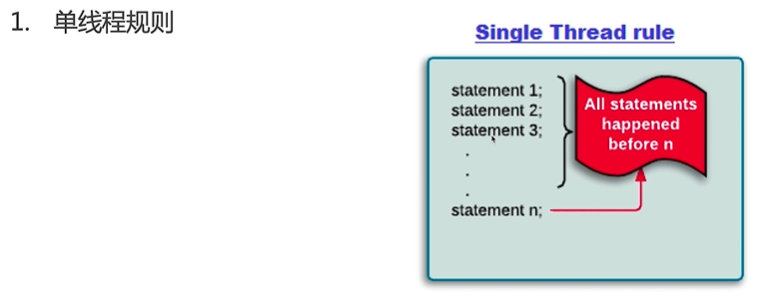 1. 单线程规则
Single Thread rule
statement 1;
statement 2;
statement 3;
.
.
.
statement n;
All statements
happened
before n